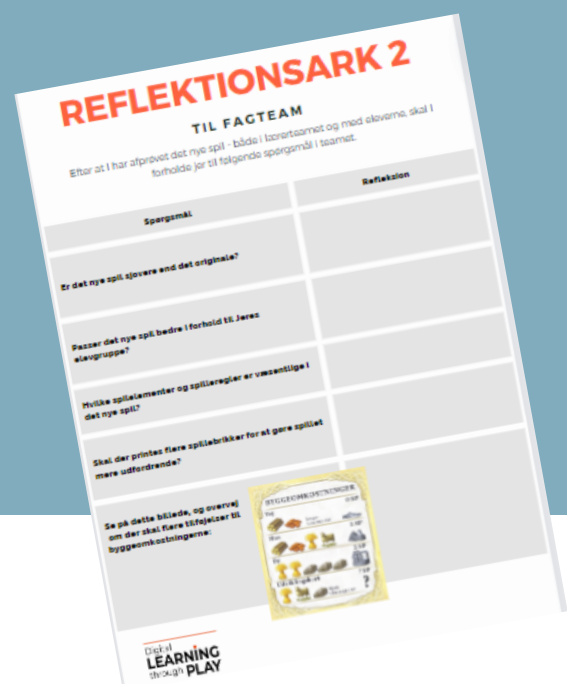 REFLEKTIONSARK 2
TIL FAGTEAM
Efter at I har afprøvet det nye spil - både i lærerteamet og med eleverne, skal I
forholde jer til følgende spørgsmål i teamet.
Spørgsmål
Refleksion
Er det nye spil sjovere end det originale?
Passer det nye spil bedre i forhold til Jeres
elevgruppe?
Hvilke spilelementer og spilleregler er væsentlige i
det nye spil?
Skal der printes flere spillebrikker for at gøre spillet
mere udfordrende?
Se på dette billede, og overvej
om der skal flere tilføjelser til
byggeomkostningerne:
BYGGEOMKOSTNINGER
Digital
LEARNING
through PLAY